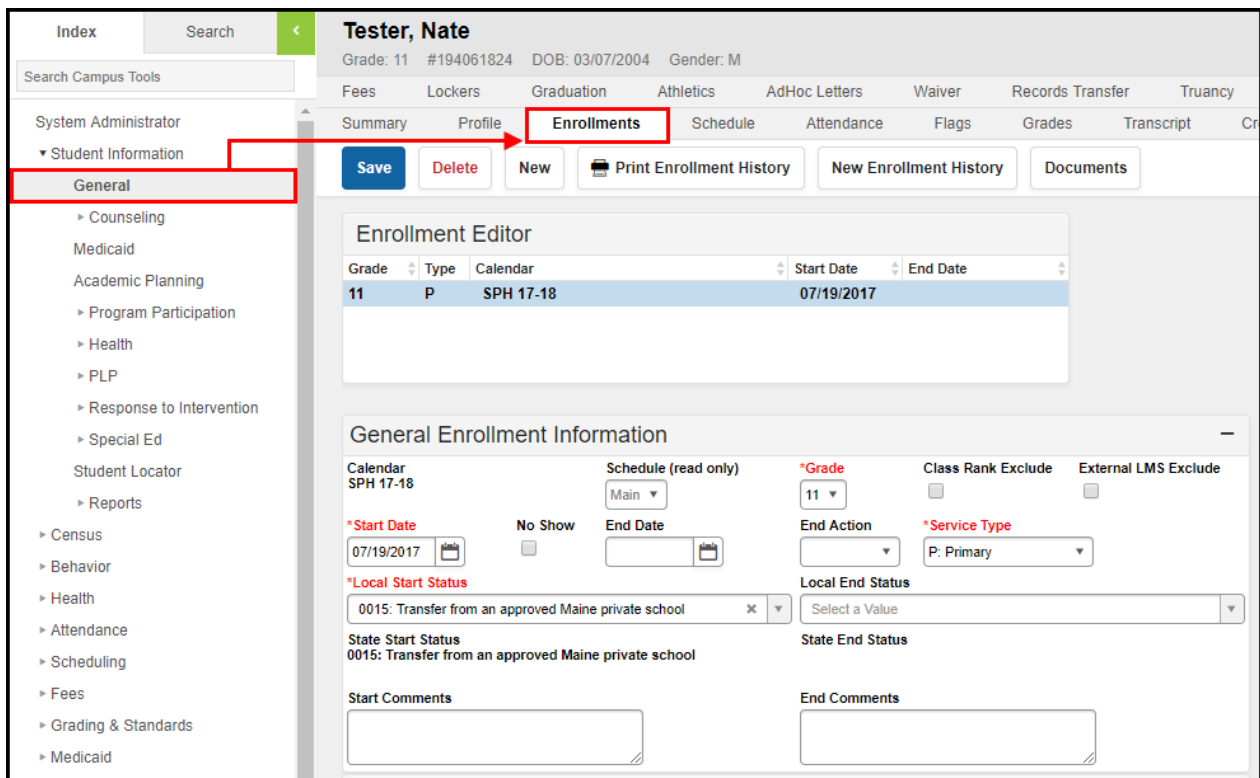 Index Search <
Search Campus Tools
System Administrator
Student Information
General
Counseling
Medicaid
Academic Planning
Program Participation
Health
PLP
Response to Intervention
Special Ed
Student Locator
Reports
Census
Behavior
Health
Attendance
Scheduling
Fees
Grading & Standards
Medicaid
Tester, Nate
Grade: 11 #194061824 DOB: 03/07/2004 Gender: M
Fees Lockers Graduation Athletics AdHoc Letters Waiver Records Transfer Truancy
Summary Profile Enrollments Schedule Attendance Flags Grades Transcript Cr
Save Delete New Print Enrollment History New Enrollment History Documents
Enrollment Editor
Grade Type Calendar Start Date End Date
11 P SPH 17-18 07/19/2017
General Enrollment Information
Calendar Schedule (read only) *Grade Class Rank Exclude External LMS Exclude
SPH 17-18 Main 11
*Start Date No Show End Date End Action *Service Type
07/19/2017 P: Primary
*Local Start Status Local End Status
0015: Transfer from an approved Maine private school Select a Value
State Start Status State End Status
0015: Transfer from an approved Maine private school
Start Comments End Comments